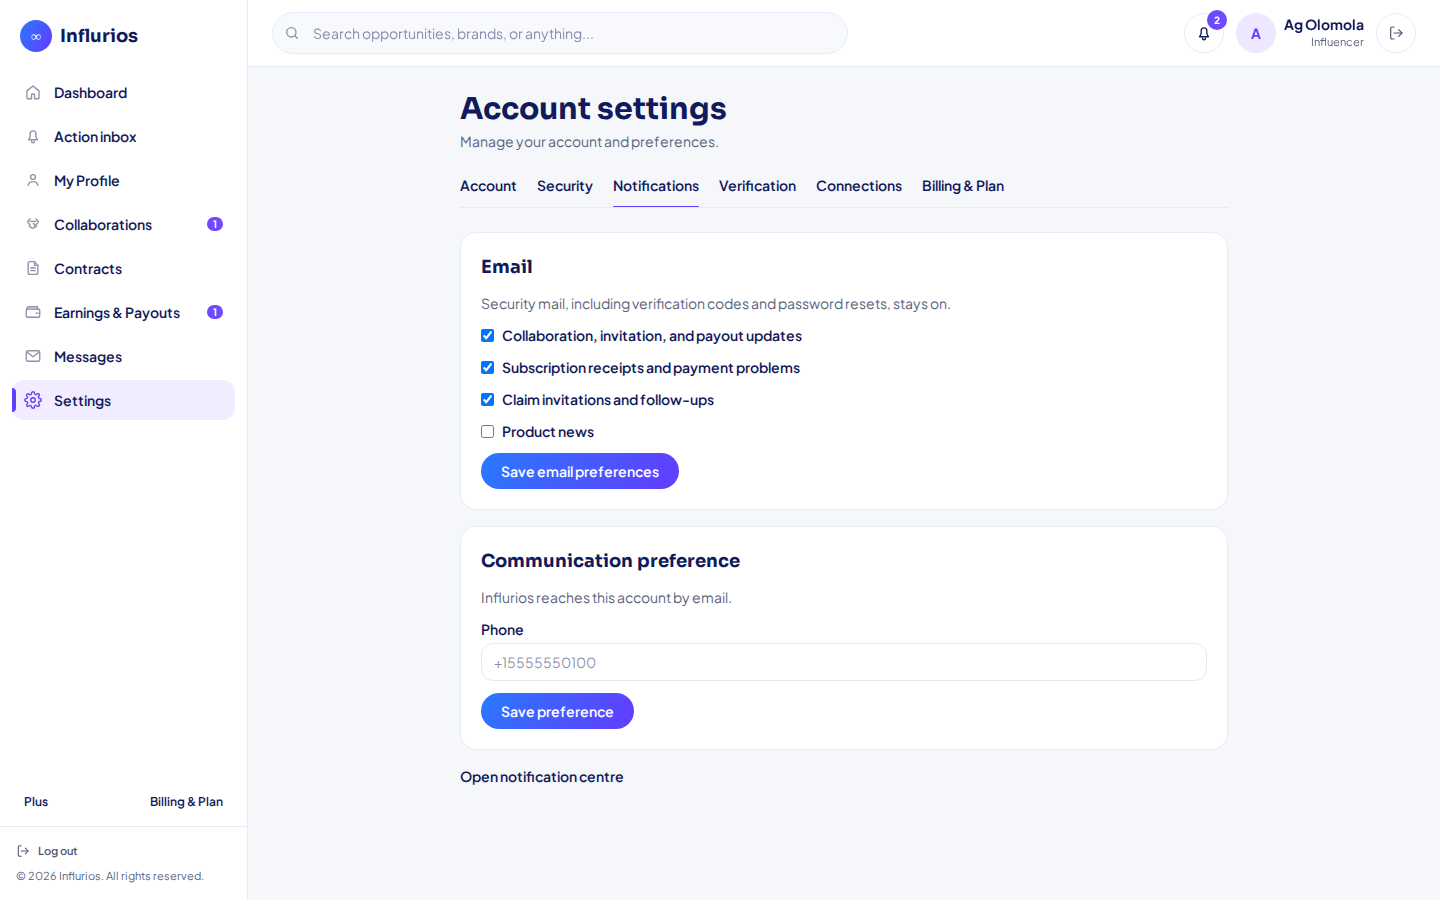 ∞ Influrios
Dashboard
Action inbox
My Profile
Collaborations 1
Contracts
Earnings & Payouts 1
Messages
Settings
Plus Billing & Plan
Log out
© 2026 Influrios. All rights reserved.
Search opportunities, brands, or anything...
2
A
Ag Olomola
Influencer
Account settings
Manage your account and preferences.
Account Security Notifications Verification Connections Billing & Plan
Email
Security mail, including verification codes and password resets, stays on.
Collaboration, invitation, and payout updates
Subscription receipts and payment problems
Claim invitations and follow-ups
Product news
Save email preferences
Communication preference
Influrios reaches this account by email.
Phone
+15555550100
Save preference
Open notification centre